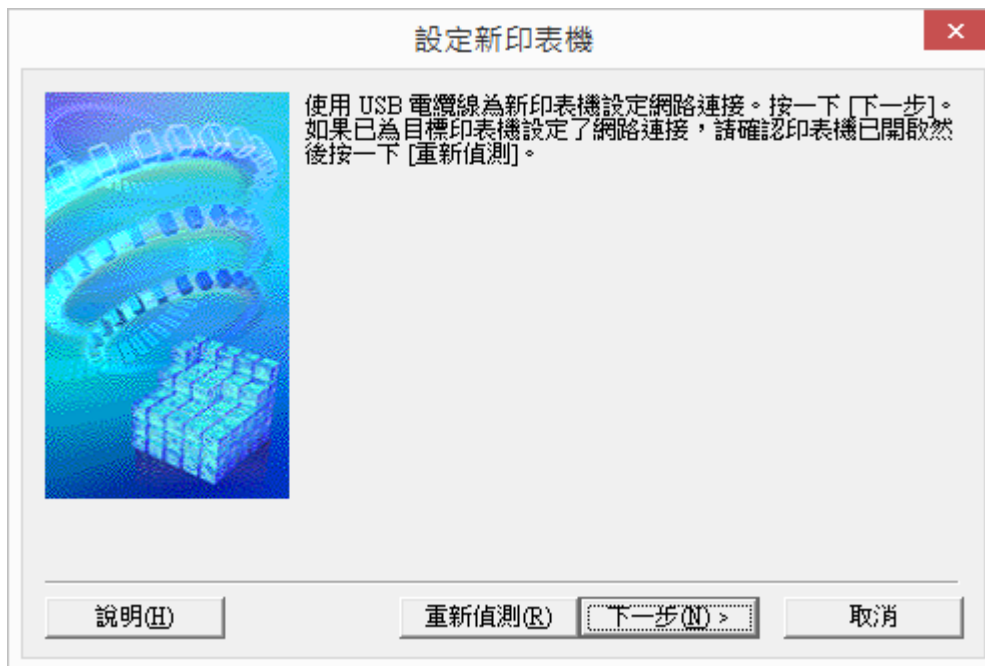 設定新印表機
使用 USB 電纜線為新印表機設定網路連接。按一下 [下一步]。
如果已為目標印表機設定了網路連接,請確認印表機已開啟然
後按一下 [重新偵測]。
說明(H)
重新偵測(R)
下一步(N) >
取消